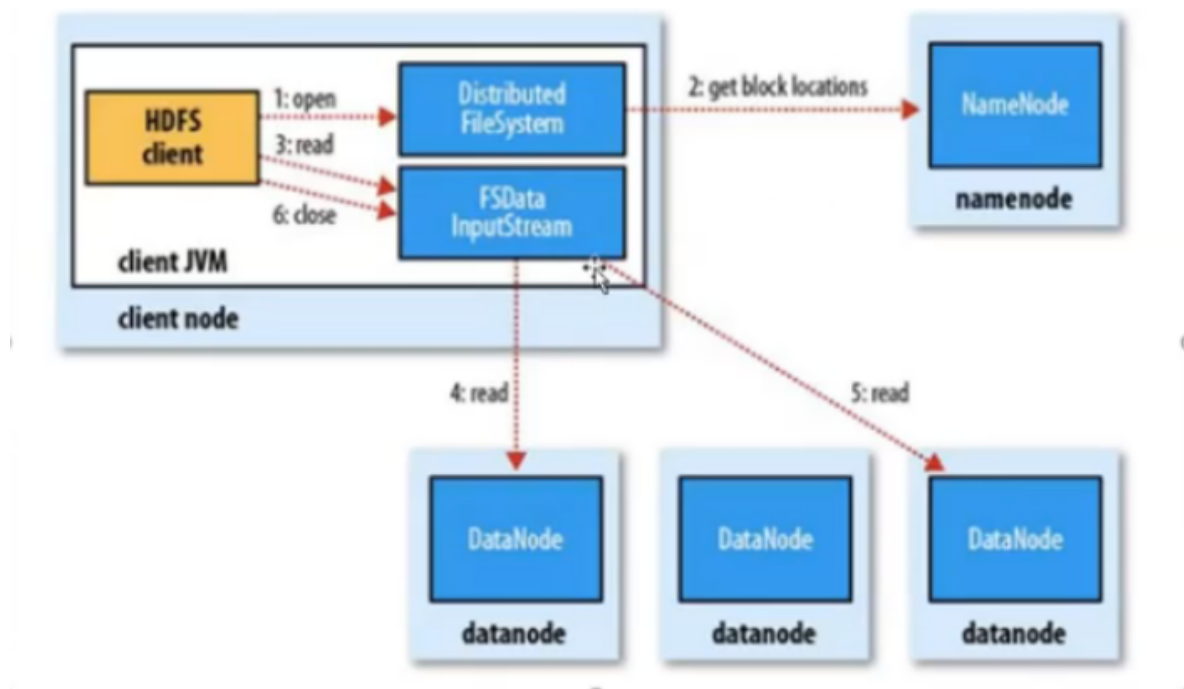 HDFS
client
1: open
3: read
6: close
Distributed
FileSystem
FSData
InputStream
client JVM
client node
2: get block locations
NameNode
namenode
4: read
5: read
DataNode
datanode
DataNode
datanode
DataNode
datanode